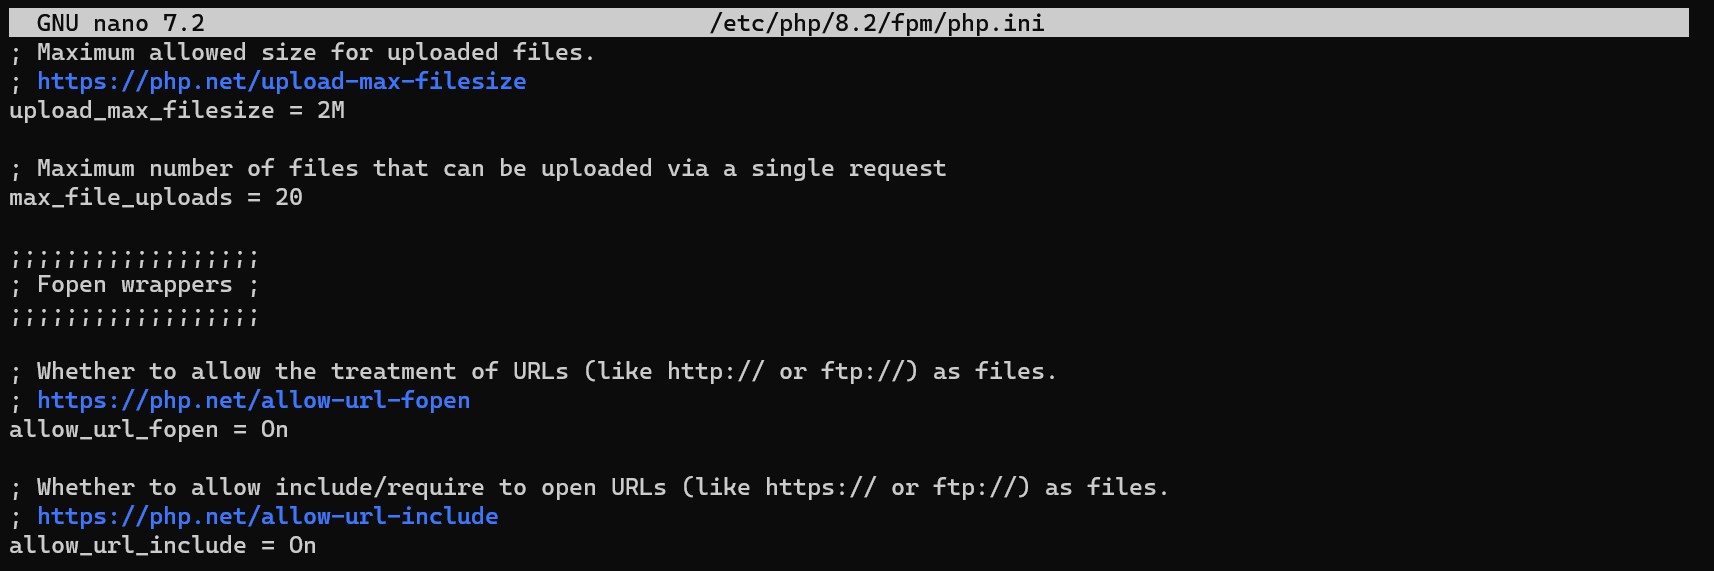 GNU nano 7.2 /etc/php/8.2/fpm/php.ini
; Maximum allowed size for uploaded files.
; https://php.net/upload-max-filesize
upload_max_filesize = 2M
; Maximum number of files that can be uploaded via a single request
max_file_uploads = 20
;;;;;;;;;;;;;;;;;;
; Fopen wrappers ;
;;;;;;;;;;;;;;;;;;
; Whether to allow the treatment of URLs (like http:// or ftp://) as files.
; https://php.net/allow-url-fopen
allow_url_fopen = On
; Whether to allow include/require to open URLs (like https:// or ftp://) as files.
; https://php.net/allow-url-include
allow_url_include = On